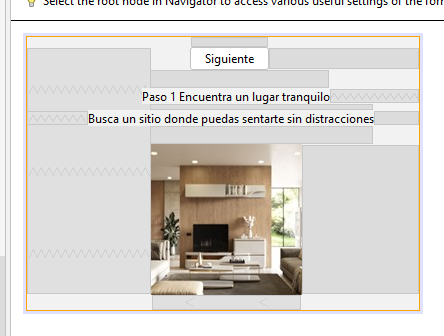 Select the root node in Navigator to access various useful settings of the for
Siguiente
Paso 1 Encuentra un lugar tranquilo
Busca un sitio donde puedas sentarte sin distracciones